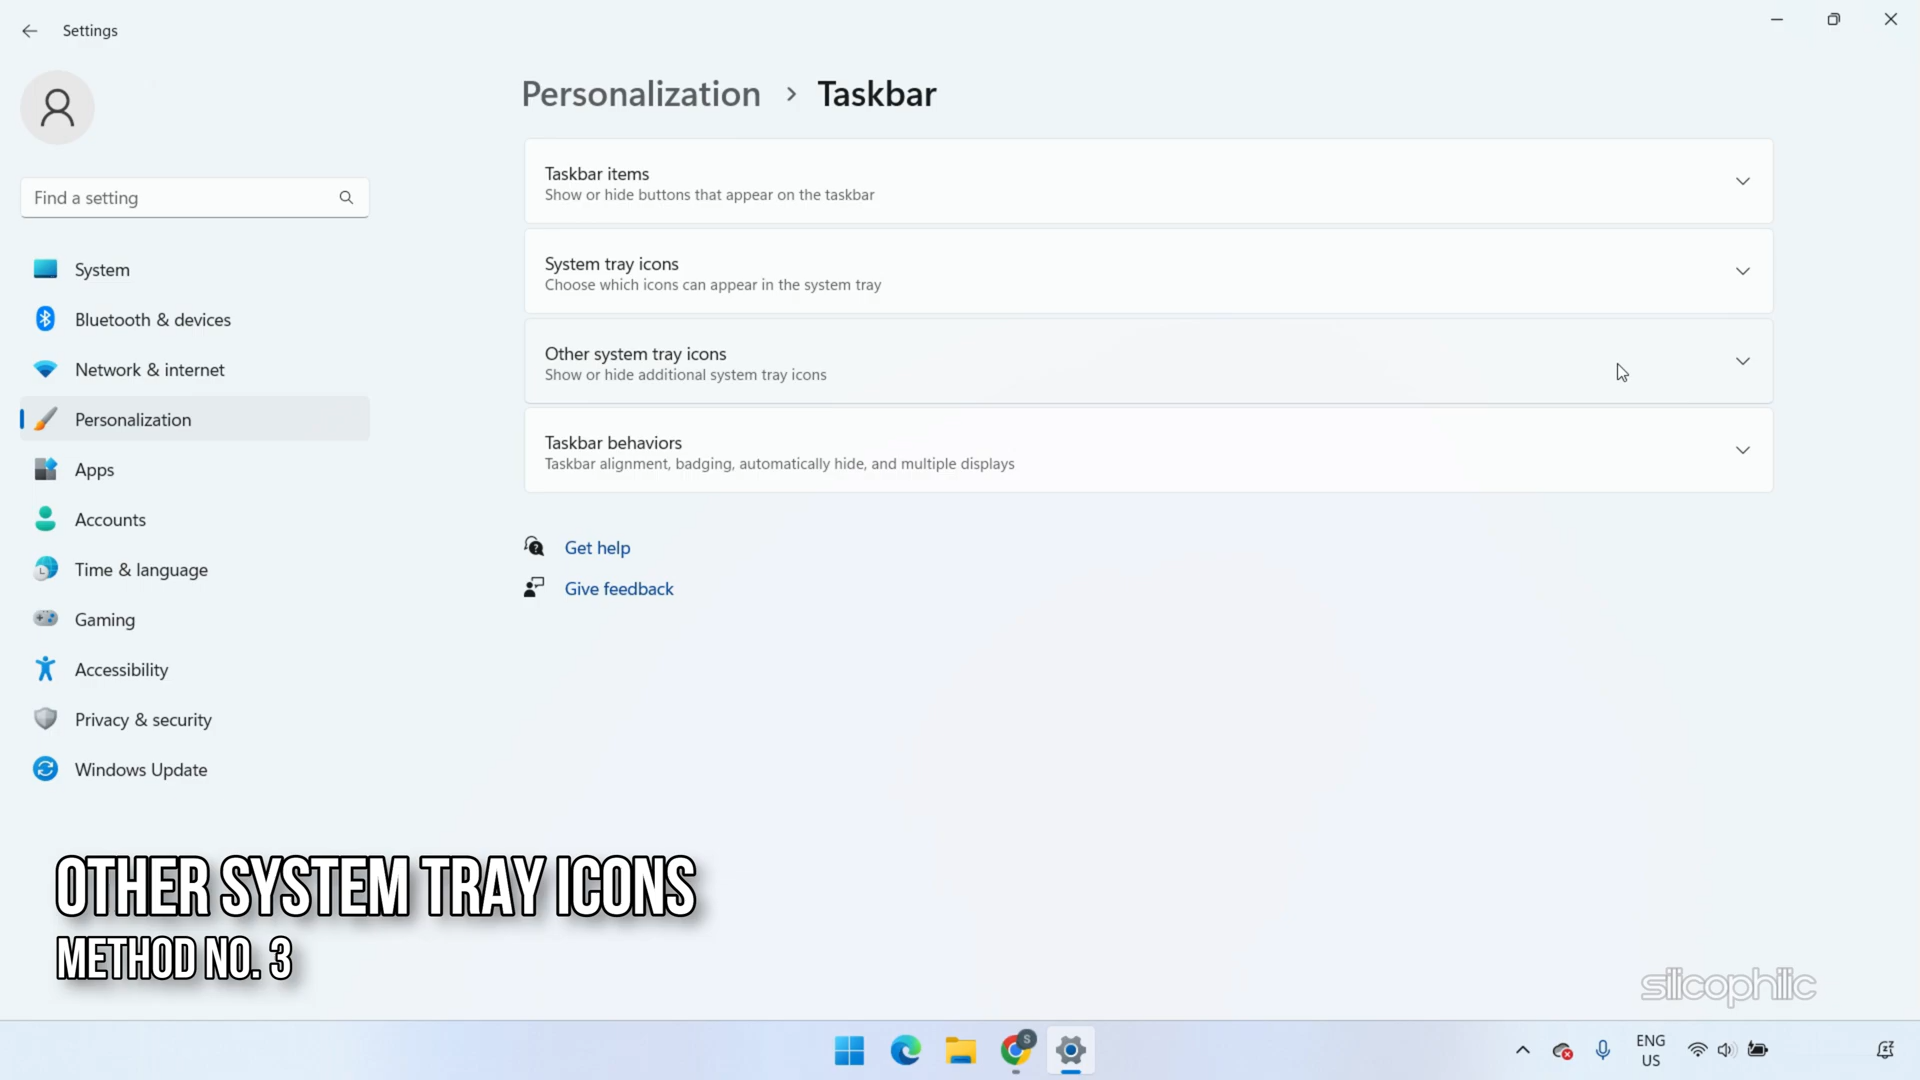 Settings
Personalization > Taskbar
Find a setting
System
Bluetooth & devices
Network & internet
Personalization
Apps
Accounts
Time & language
Gaming
Accessibility
Privacy & security
Windows Update
Taskbar items
Show or hide buttons that appear on the taskbar
System tray icons
Choose which icons can appear in the system tray
Other system tray icons
Show or hide additional system tray icons
Taskbar behaviors
Taskbar alignment, badging, automatically hide, and multiple displays
Get help
Give feedback
OTHER SYSTEM TRAY ICONS
METHOD NO. 3
silicophilic
S
ENG
US